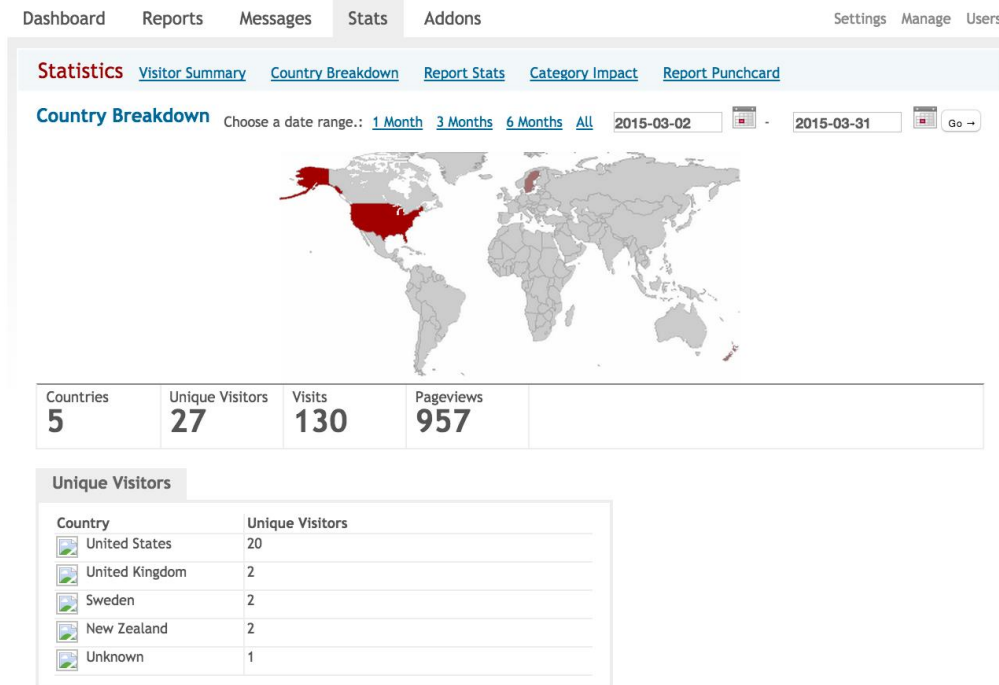 Dashboard Reports Messages Stats Addons Settings Manage Users
Statistics Visitor Summary Country Breakdown Report Stats Category Impact Report Punchcard
Country Breakdown Choose a date range.: 1 Month 3 Months 6 Months All 2015-03-02 - 2015-03-31 Go →
Countries Unique Visitors Visits Pageviews
5 27 130 957
Unique Visitors
Country Unique Visitors
United States 20
United Kingdom 2
Sweden 2
New Zealand 2
Unknown 1